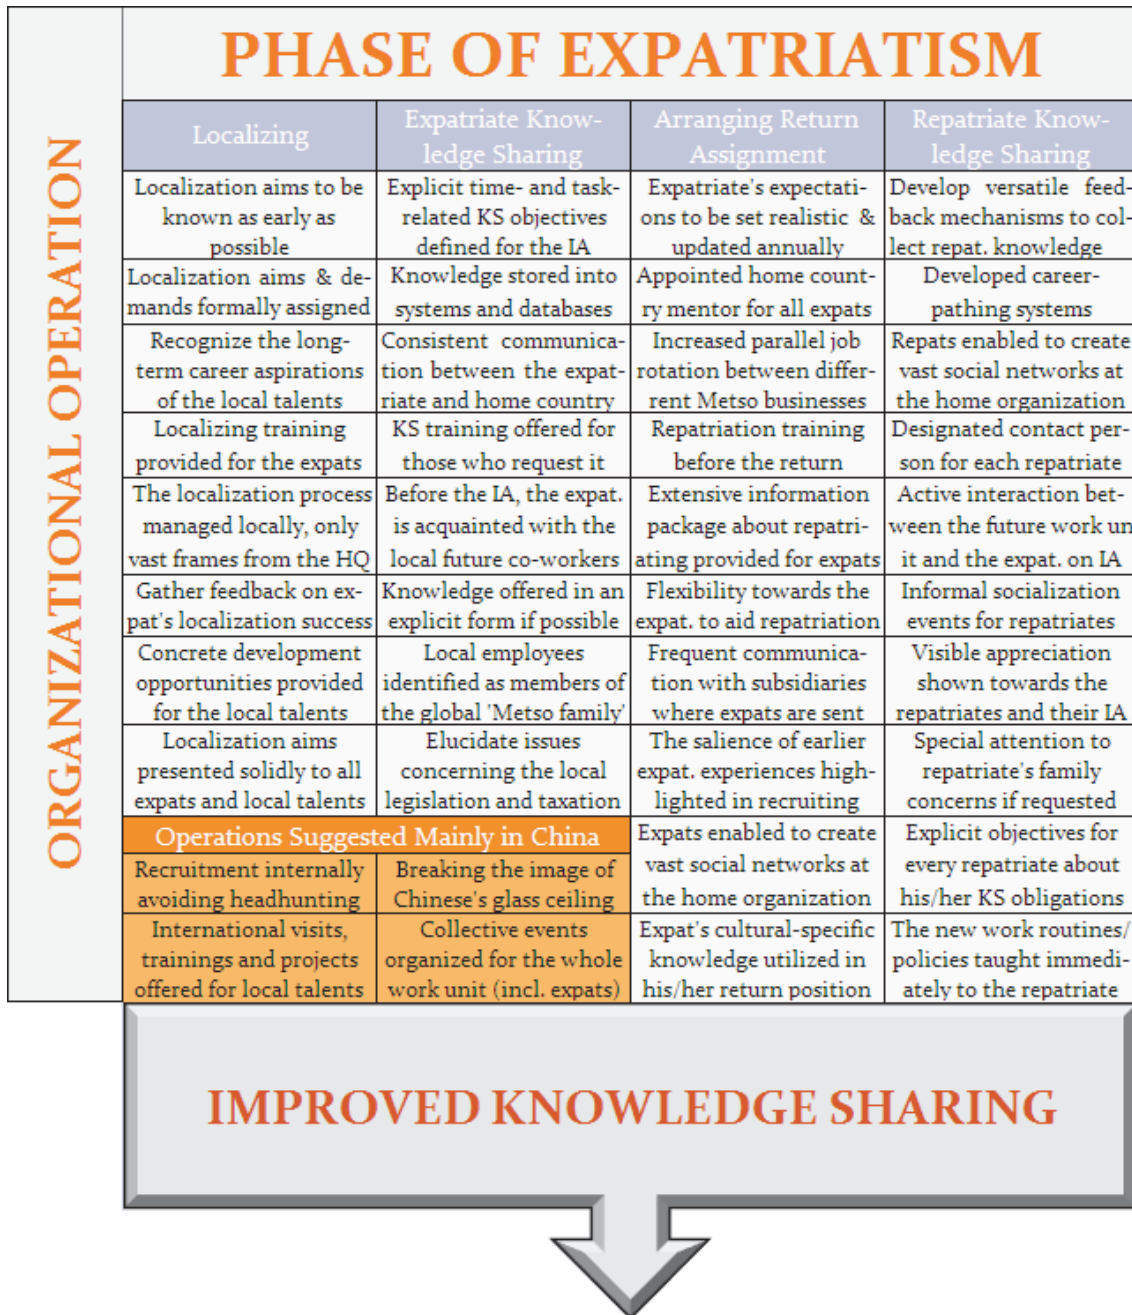 PHASE OF EXPATRIATISM
ORGANIZATIONAL OPERATION
Localizing
Expatriate Know-
ledge Sharing
Arranging Return
Assignment
Repatriate Know-
ledge Sharing
Localization aims to be
known as early as
possible
Explicit time- and task-
related KS objectives
defined for the IA
Expatriate's expectati-
ons to be set realistic &
updated annually
Develop versatile feed-
back mechanisms to col-
lect repat. knowledge
Localization aims & de-
mands formally assigned
Knowledge stored into
systems and databases
Appointed home count-
ry mentor for all expats
Developed career-
pathing systems
Recognize the long-
term career aspirations
of the local talents
Consistent communica-
tion between the expat-
riate and home country
Increased parallel job
rotation between diffe-
rent Metso businesses
Repats enabled to create
vast social networks at
the home organization
Localizing training
provided for the expats
KS training offered for
those who request it
Repatriation training
before the return
Designated contact per-
son for each repatriate
The localization process
managed locally, only
vast frames from the HQ
Before the IA, the expat.
is acquainted with the
local future co-workers
Extensive information
package about repatri-
ating provided for expats
Active interaction bet-
ween the future work un
it and the expat. on IA
Gather feedback on ex-
pat's localization success
Knowledge offered in an
explicit form if possible
Flexibility towards the
expat. to aid repatriation
Informal socialization
events for repatriates
Concrete development
opportunities provided
for the local talents
Local employees
identified as members of
the global 'Metso family'
Frequent communica-
tion with subsidiaries
where expats are sent
Visible appreciation
shown towards the
repatriates and their IA
Localization aims
presented solidly to all
expats and local talents
Elucidate issues
concerning the local
legislation and taxation
The salience of earlier
expat. experiences high-
lighted in recruiting
Special attention to
repatriate's family
concerns if requested
Operations Suggested Mainly in China
Recruitment internally
avoiding headhunting
Breaking the image of
Chinese's glass ceiling
Expats enabled to create
vast social networks at
the home organization
Explicit objectives for
every repatriate about
his/her KS obligations
International visits,
trainings and projects
offered for local talents
Collective events
organized for the whole
work unit (incl. expats)
Expat's cultural-specific
knowledge utilized in
his/her return position
The new work routines/
policies taught immedi-
ately to the repatriate
IMPROVED KNOWLEDGE SHARING